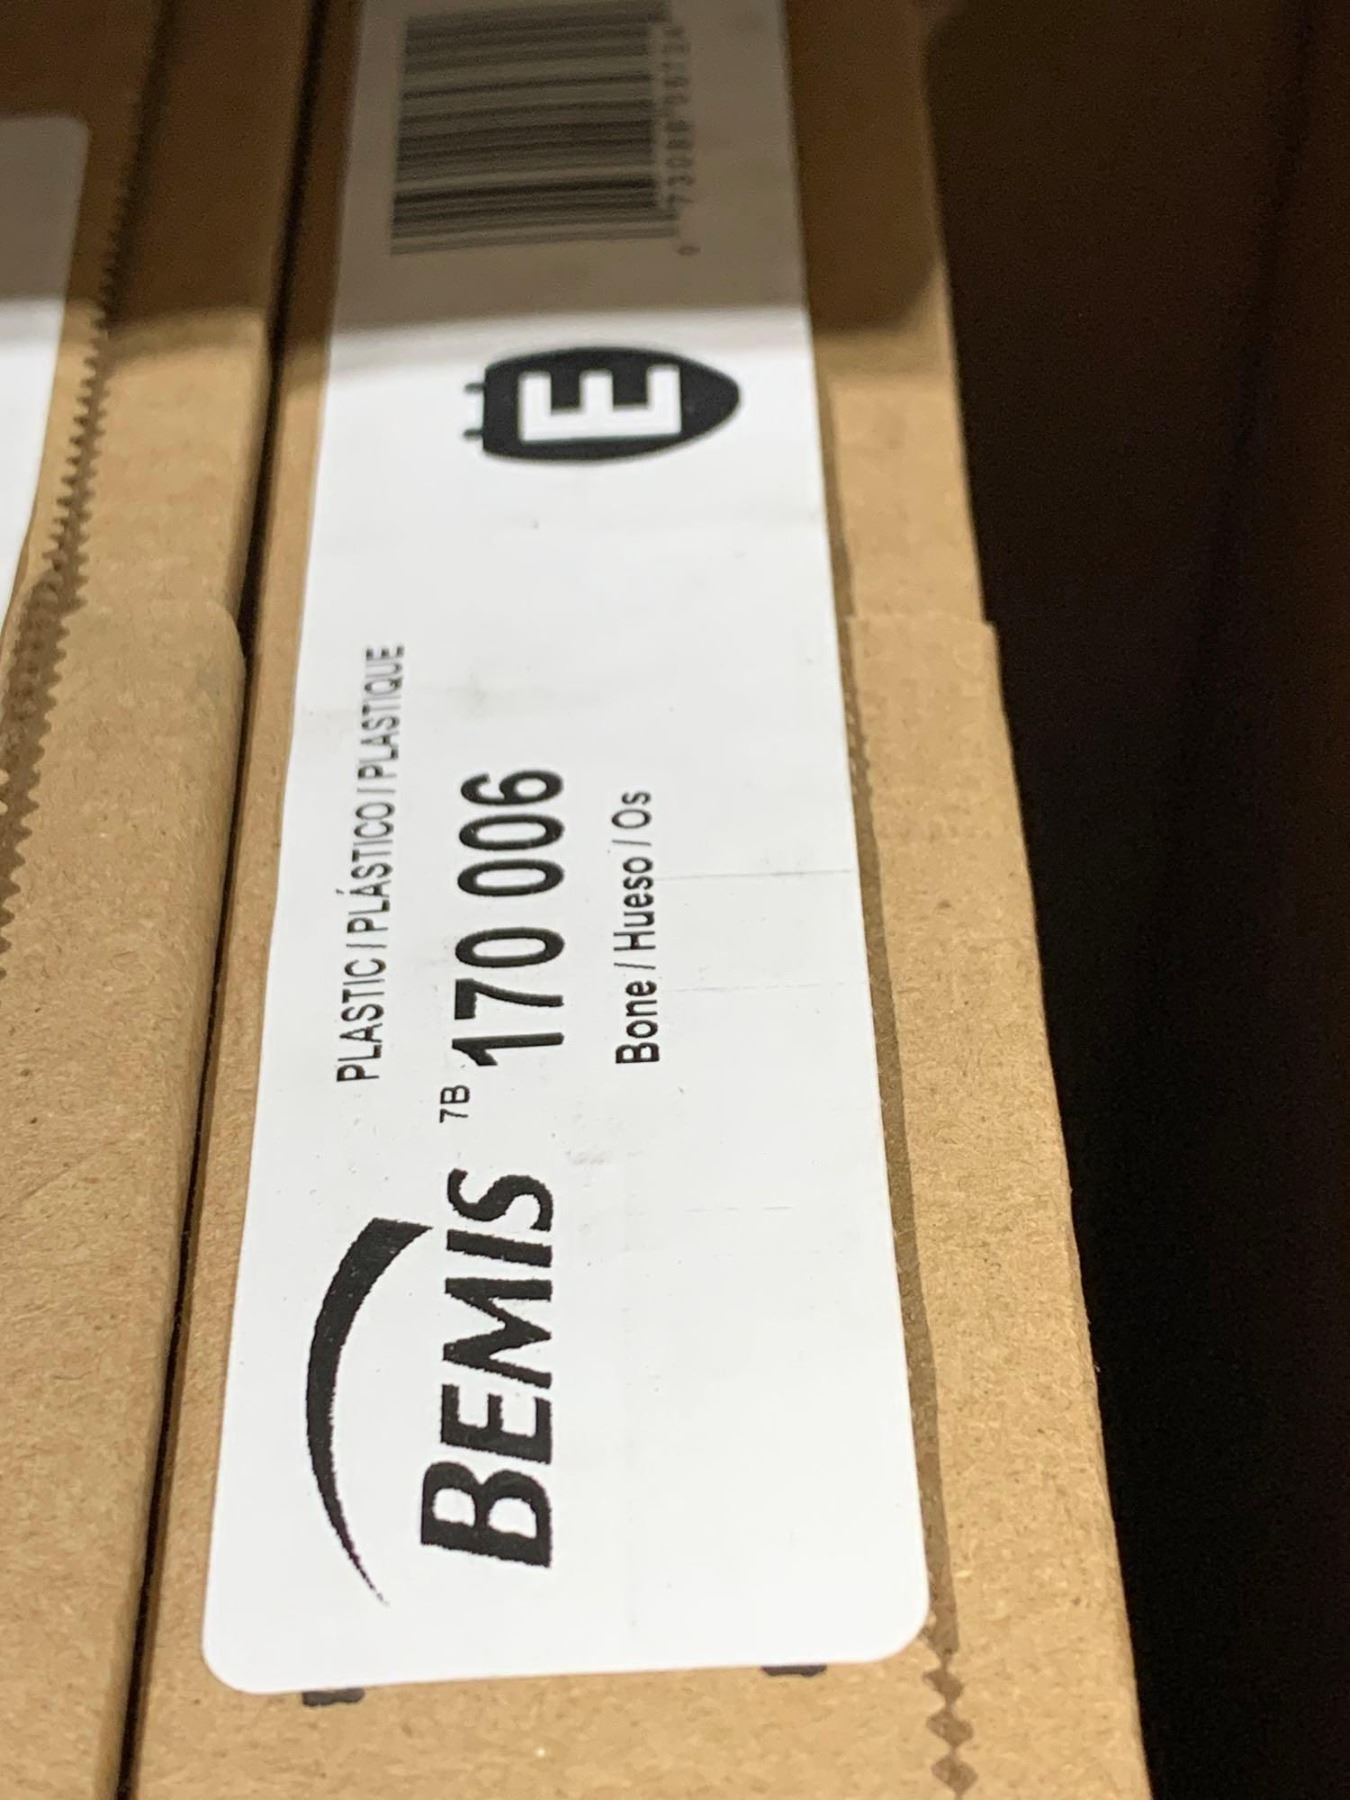 BEMIS
PLASTIC / PLÁSTICO / PLASTIQUE
7B 170 006
Bone / Hueso / Os
E